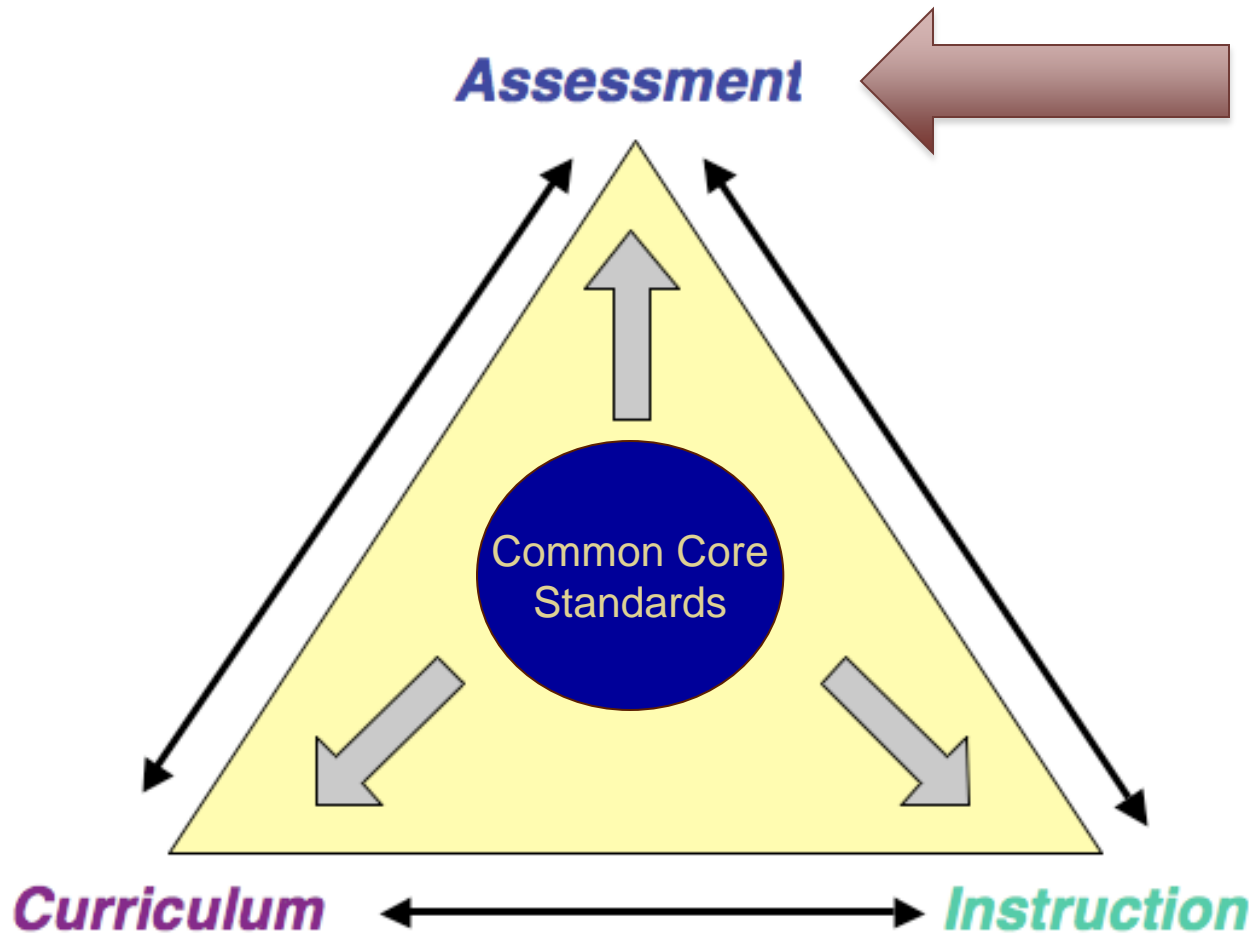 Assessment
Common Core
Standards
Curriculum
Instruction